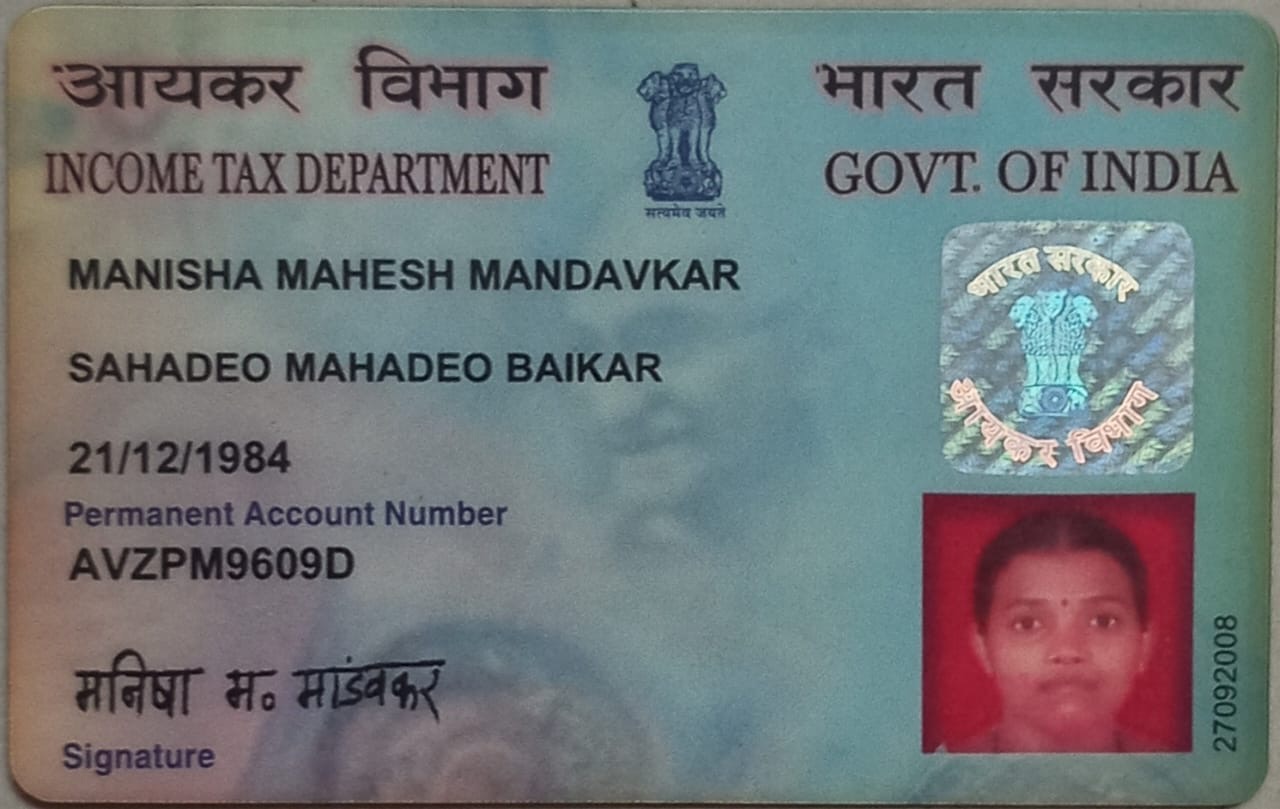 आयकर विभाग
भारत सरकार
INCOME TAX DEPARTMENT
GOVT. OF INDIA
सत्यमेव जयते
MANISHA MAHESH MANDAVKAR
SAHADEO MAHADEO BAIKAR
21/12/1984
Permanent Account Number
AVZPM9609D
मनिषा म. मांडवकर
Signature
भारत सरकार
आयकर विभाग
27092008